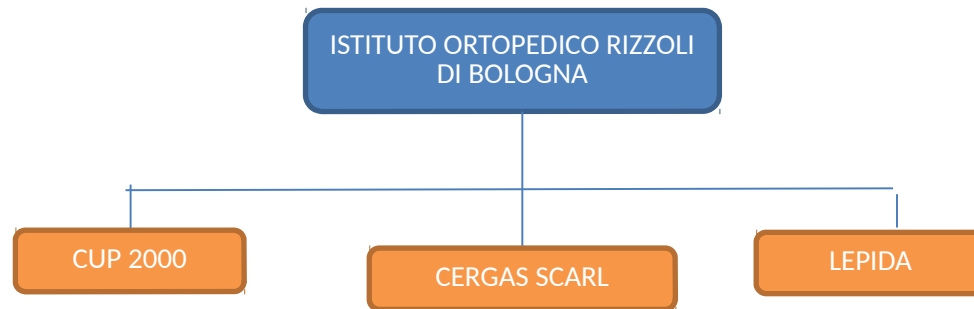 ISTITUTO ORTOPEDICO RIZZOLI
DI BOLOGNA
CUP 2000
CERGAS SCARL
LEPIDA